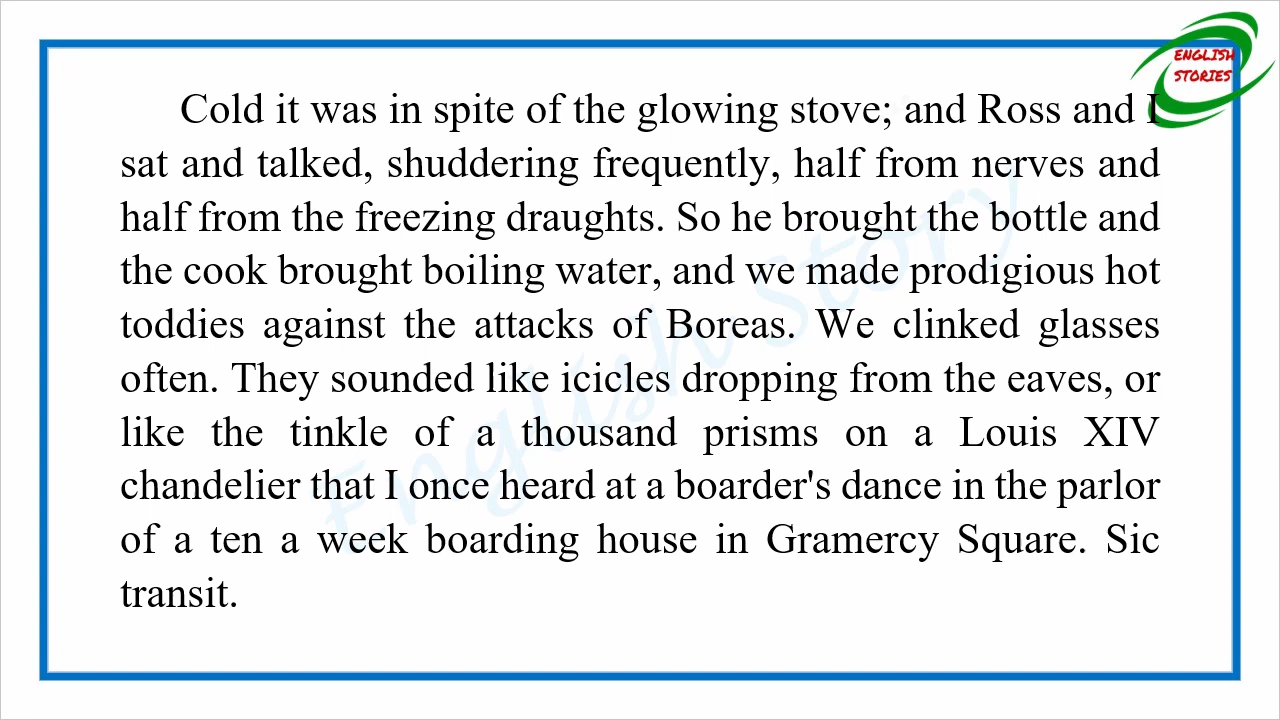 ENGLISH
STORIES
Cold it was in spite of the glowing stove; and Ross and I
sat and talked, shuddering frequently, half from nerves and
half from the freezing draughts. So he brought the bottle and
the cook brought boiling water, and we made prodigious hot
toddies against the attacks of Boreas. We clinked glasses
often. They sounded like icicles dropping from the eaves, or
like the tinkle of a thousand prisms on a Louis XIV
chandelier that I once heard at a boarder's dance in the parlor
of a ten a week boarding house in Gramercy Square. Sic
transit.
English Story